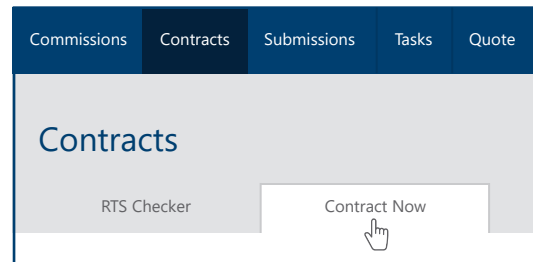 Commissions Contracts Submissions Tasks Quote
Contracts
RTS Checker Contract Now